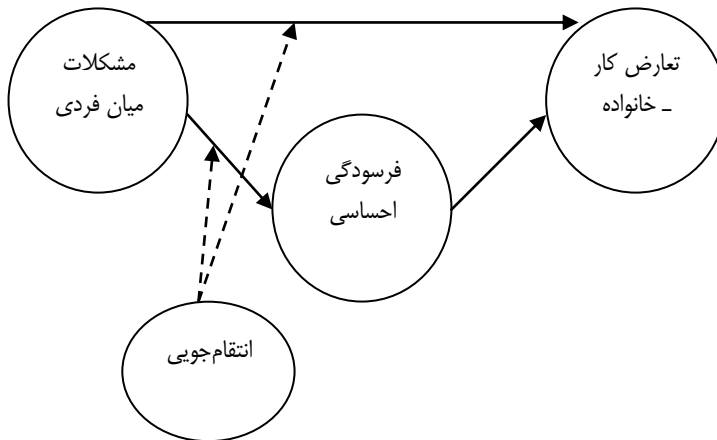 مشکلات
میان فردی
تعارض کار
ـ خانواده
فرسودگی
احساسی
انتقام‌جویی